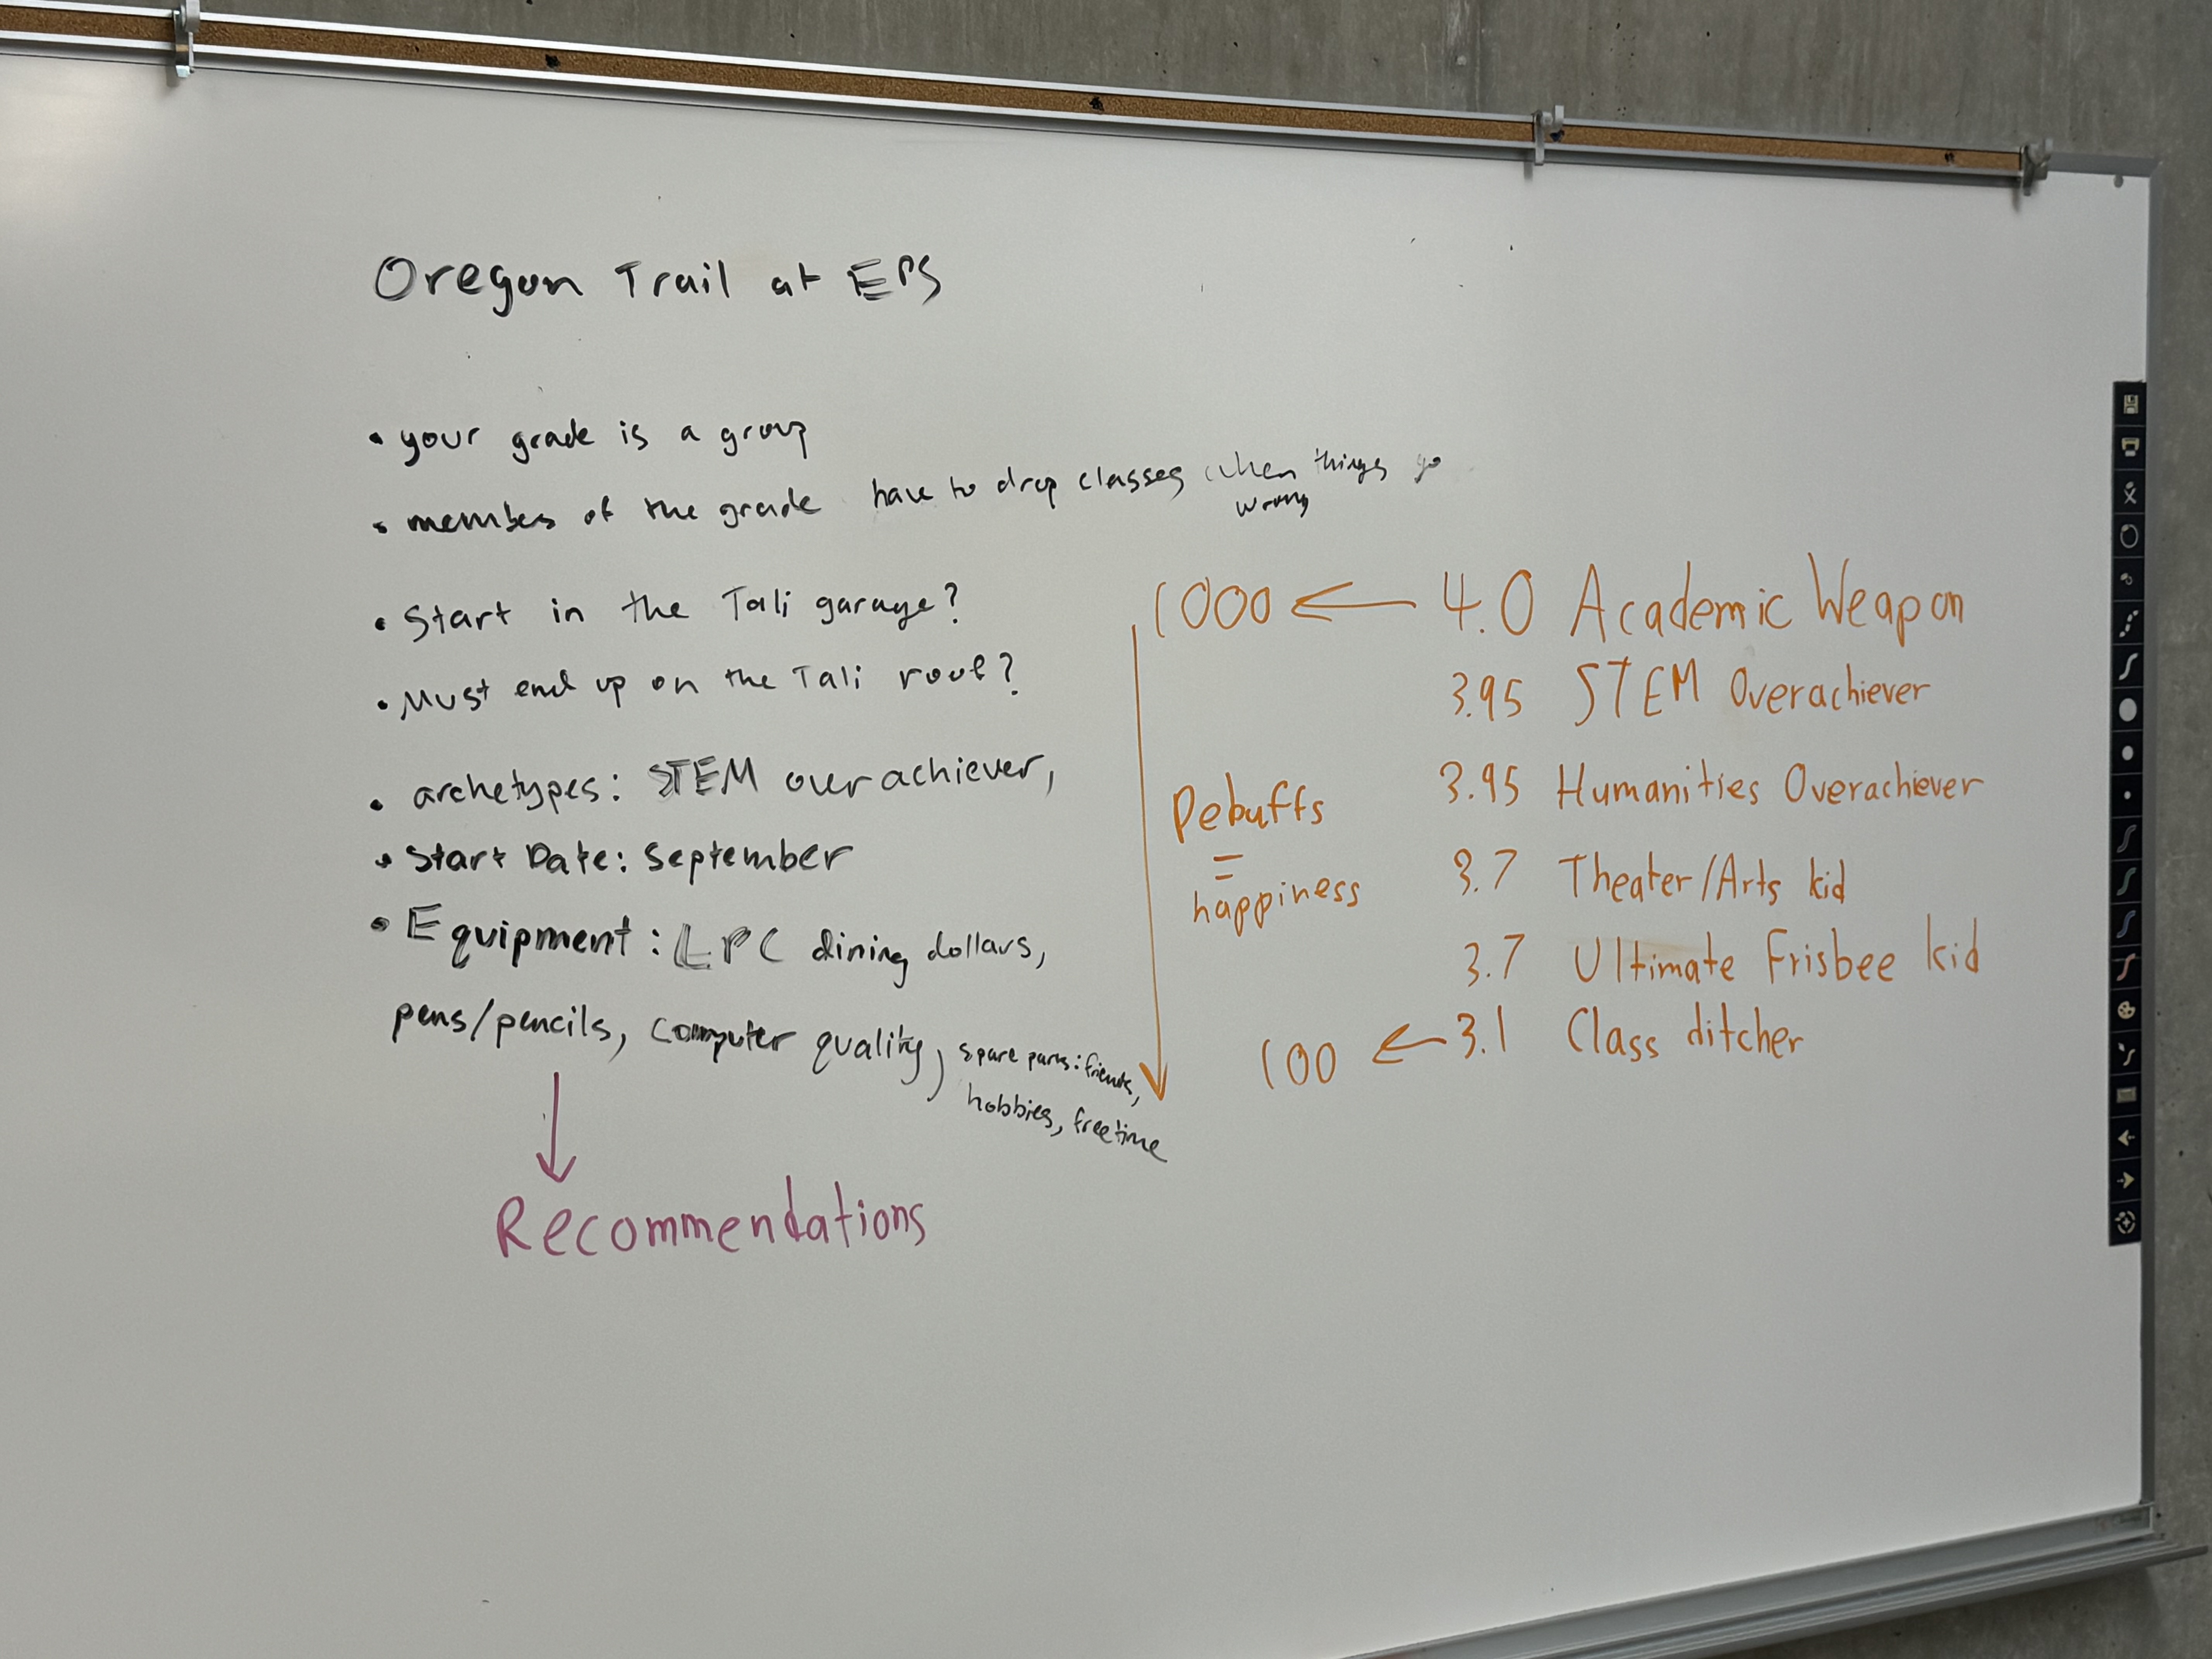 Oregon Trail at EPS
• your grade is a group
• members of the grade have to drop classes when things go
wrong
• Start in the Tali garage?
• Must end up on the Tali roof?
• archetypes: STEM overachiever,
• Start Date: September
• Equipment: LPC dining dollars,
pens/pencils, computer quality, spare parts: friends,
hobbies, free time
Recommendations
1000 ← 4.0 Academic Weapon
3.95 STEM Overachiever
3.95 Humanities Overachiever
3.7 Theater/Arts kid
3.7 Ultimate Frisbee kid
100 ← 3.1 Class ditcher
Debuffs
=
happiness